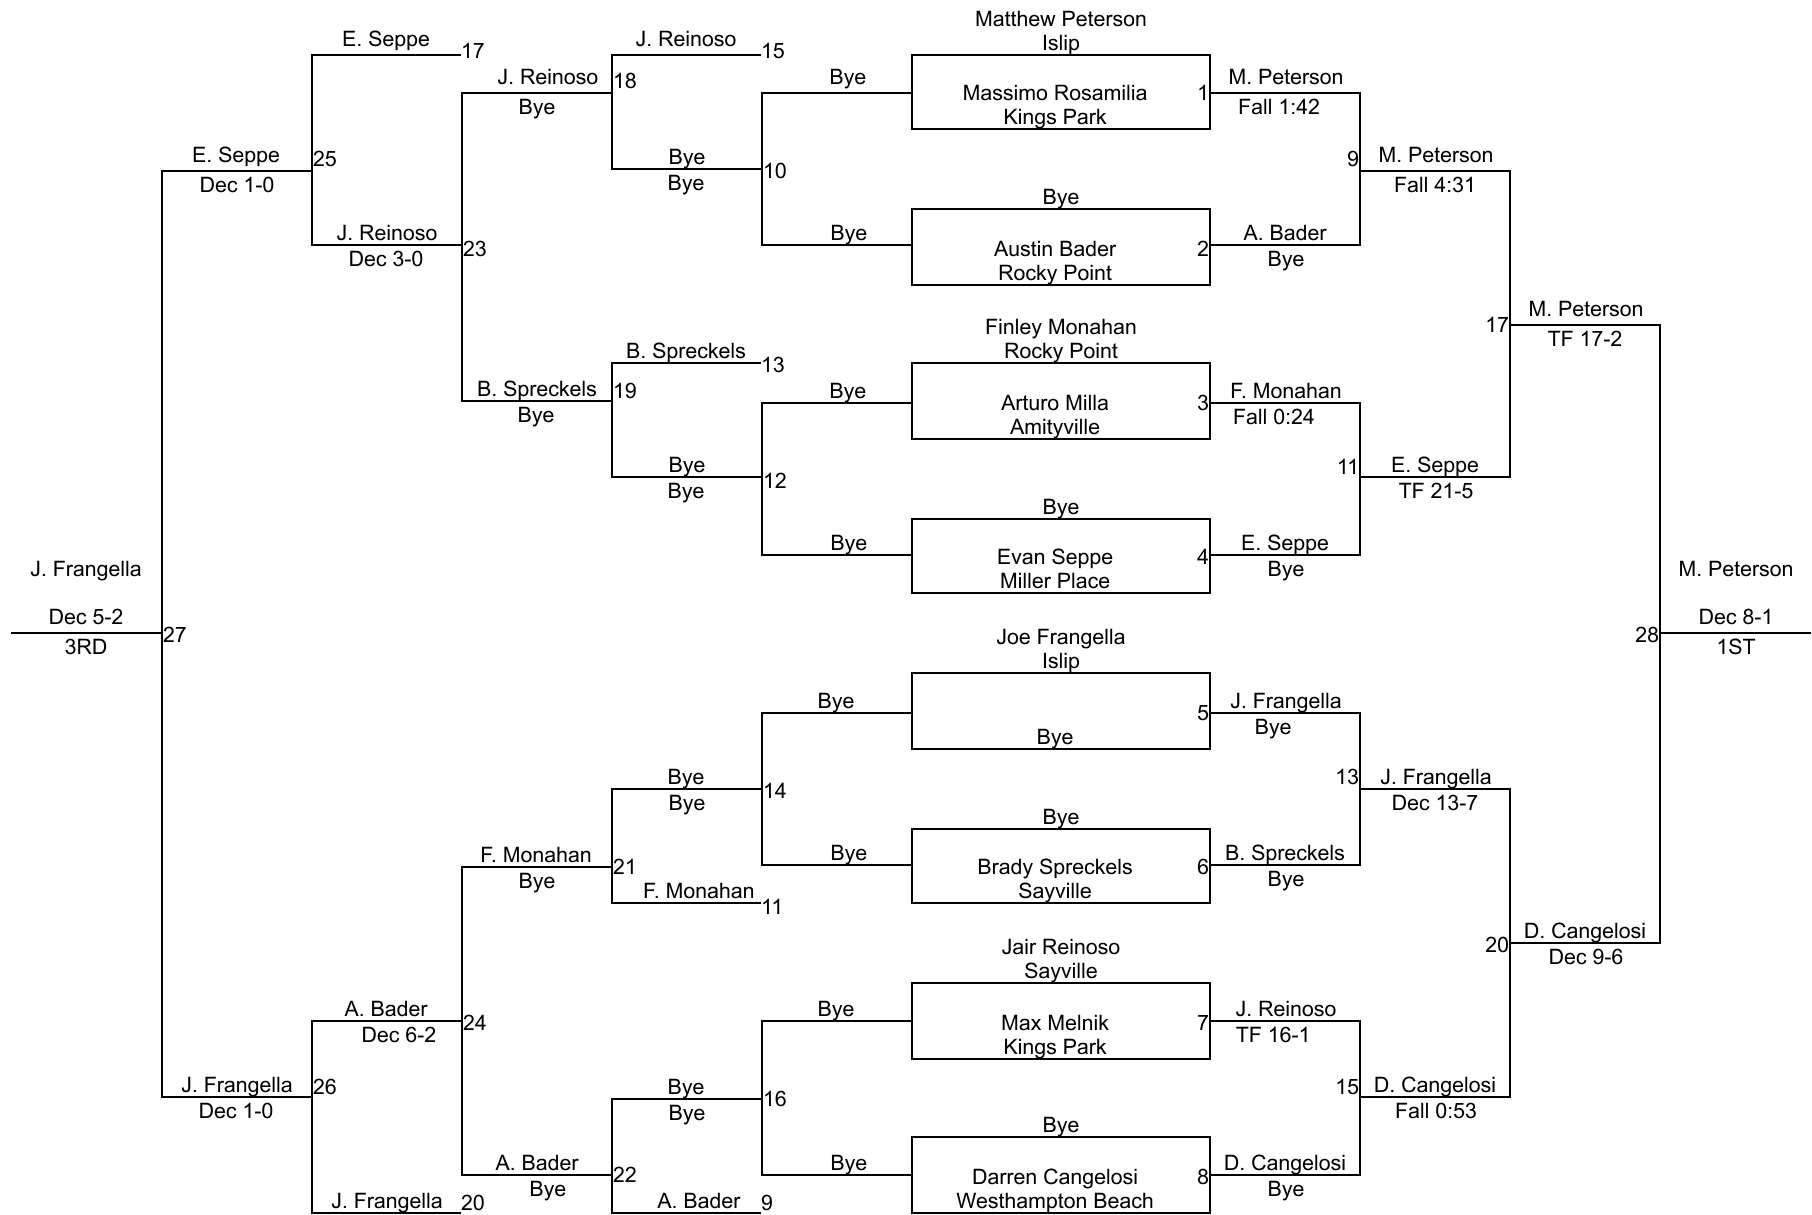 Matthew Peterson
Islip
E. Seppe
17
J. Reinoso
15
J. Reinoso
18
Bye
Bye
Massimo Rosamilia
1
Kings Park
M. Peterson
Fall 1:42
E. Seppe
25
Dec 1-0
Bye
10
Bye
9
M. Peterson
Fall 4:31
Bye
J. Reinoso
23
Dec 3-0
Bye
Austin Bader
2
Rocky Point
A. Bader
Bye
Finley Monahan
Rocky Point
M. Peterson
17
TF 17-2
B. Spreckels
13
B. Spreckels
19
Bye
Bye
Arturo Milla
3
Amityville
F. Monahan
Fall 0:24
Bye
12
Bye
11
E. Seppe
TF 21-5
Bye
Bye
Evan Seppe
4
Miller Place
E. Seppe
Bye
J. Frangella
Dec 5-2
27
3RD
M. Peterson
28
Dec 8-1
1ST
Joe Frangella
Islip
Bye
5
Bye
J. Frangella
Bye
Bye
14
Bye
13
J. Frangella
Dec 13-7
Bye
F. Monahan
21
Bye
F. Monahan
11
Bye
Brady Spreckels
6
Sayville
B. Spreckels
Bye
Jair Reinoso
Sayville
20
D. Cangelosi
Dec 9-6
A. Bader
24
Dec 6-2
Bye
Max Melnik
7
Kings Park
J. Reinoso
TF 16-1
J. Frangella
26
Dec 1-0
Bye
16
Bye
15
D. Cangelosi
Fall 0:53
Bye
A. Bader
22
Bye
Bye
Darren Cangelosi
8
Westhampton Beach
D. Cangelosi
Bye
J. Frangella
20
A. Bader
9